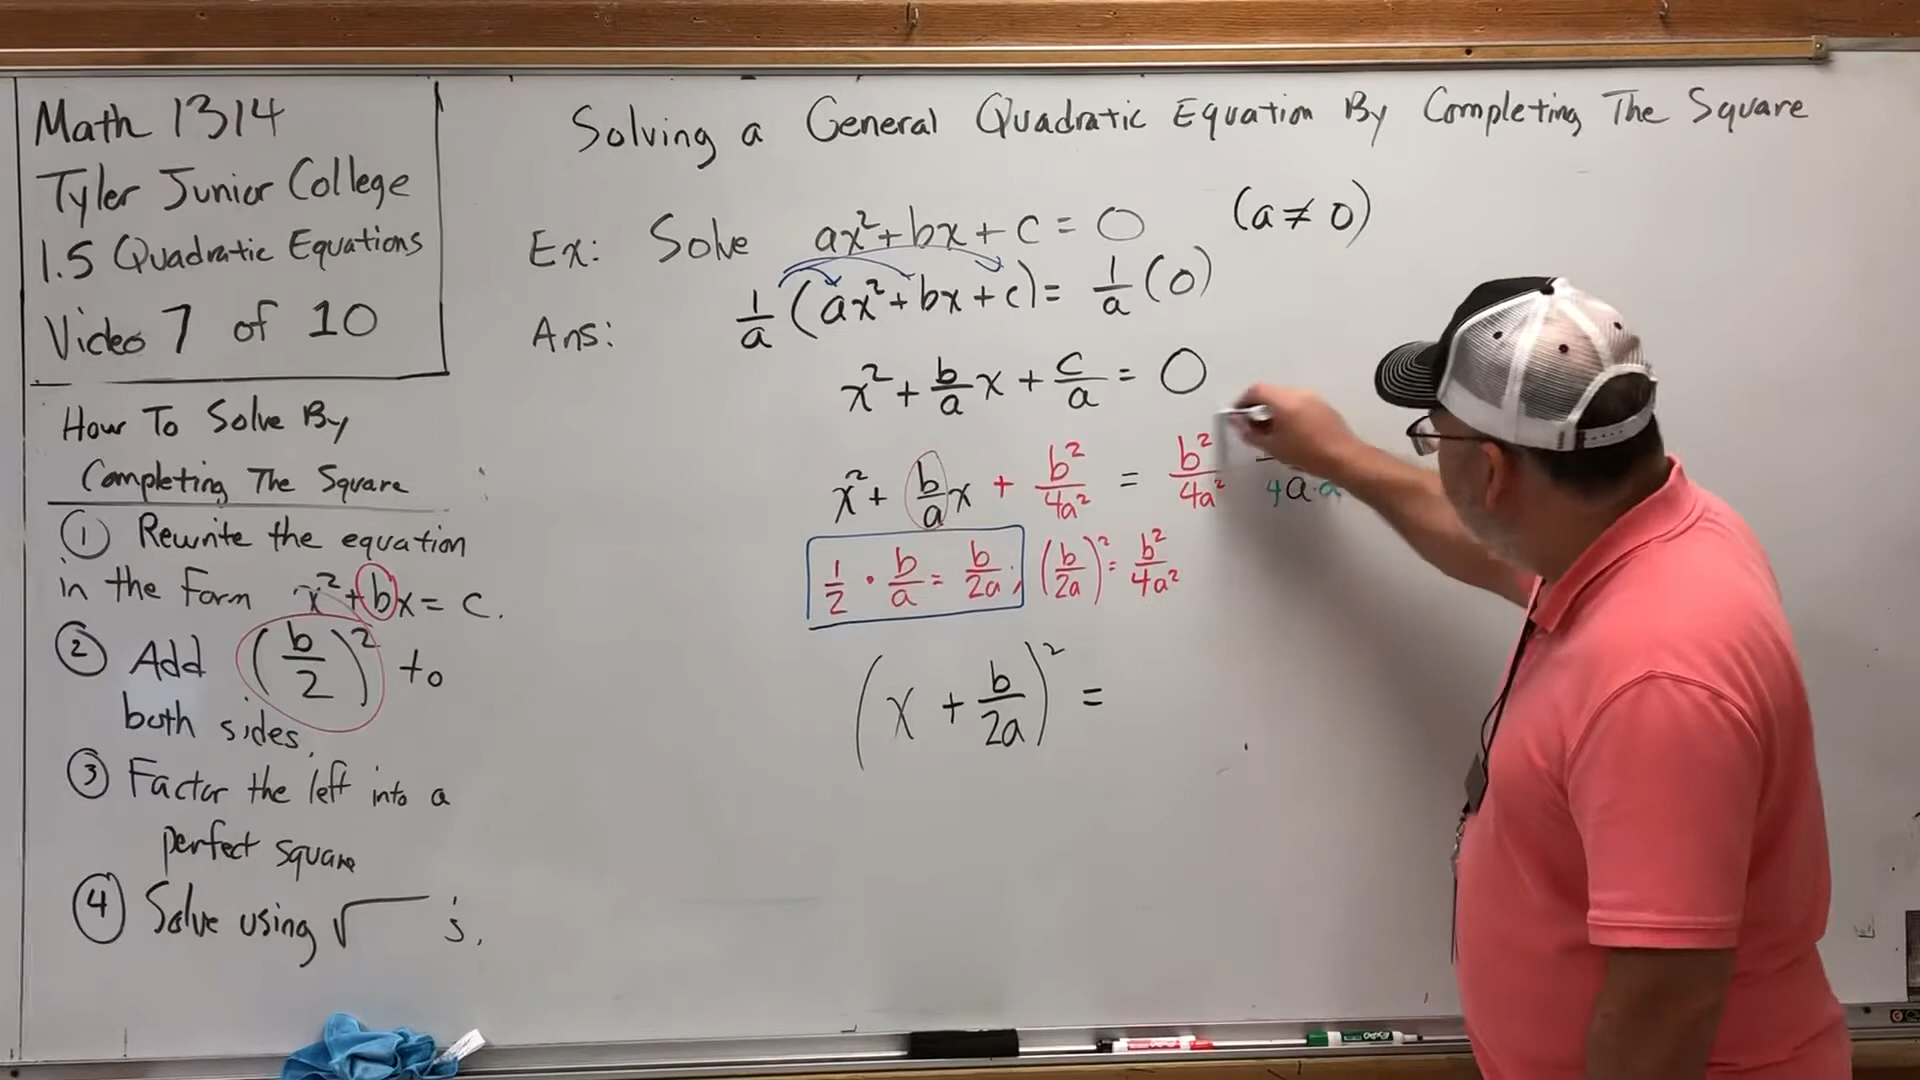 Math 1314
Tyler Junior College
1.5 Quadratic Equations
Video 7 of 10
How To Solve By
Completing The Square
① Rewrite the equation
in the form x²+bx= c.
② Add (b/2)² to
both sides.
③ Factor the left into a
perfect square
④ Solve using √ 's.
Solving a General Quadratic Equation By Completing The Square
Ex: Solve ax²+bx+c=0 (a≠0)
Ans: 1/a (ax²+bx+c)= 1/a (0)
x²+ b/a x + c/a = 0
x²+ b/a x + b²/4a² = b²/4a² 4a·a
1/2 · b/a = b/2a ; (b/2a)² = b²/4a²
(x + b/2a)² =